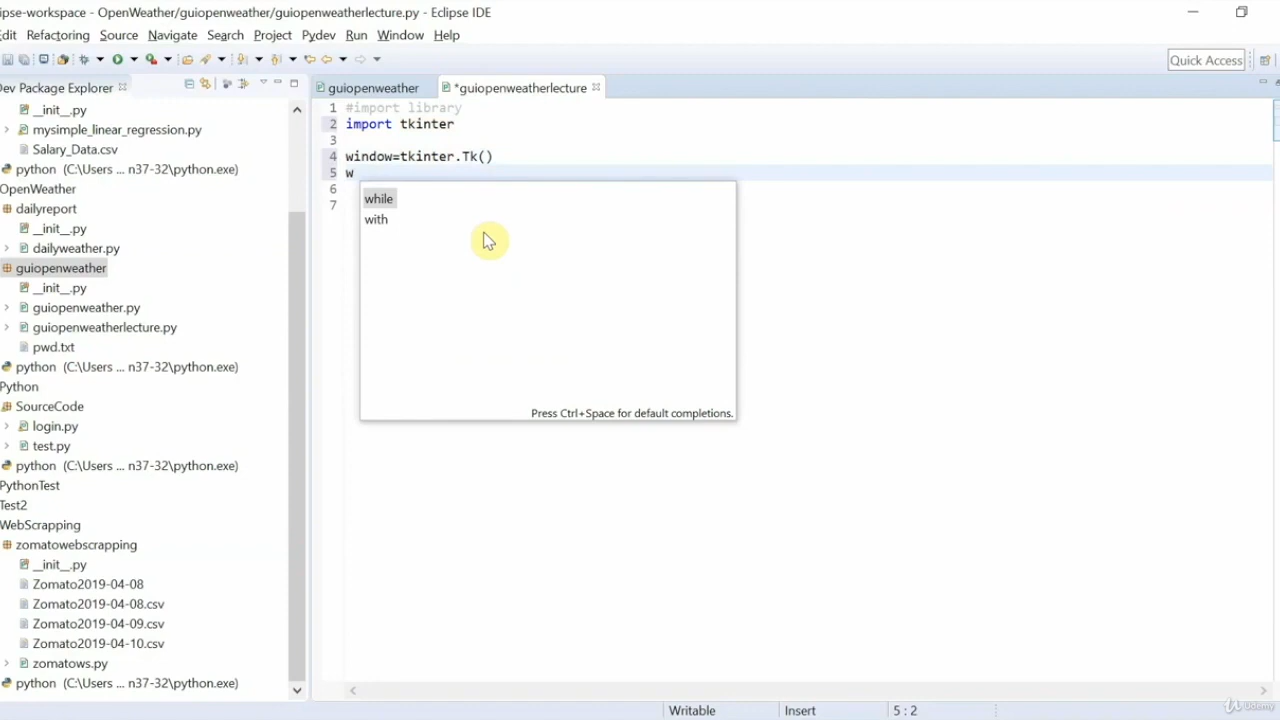 ipse-workspace - OpenWeather/guiopenweather/guiopenweatherlecture.py - Eclipse IDE
dit Refactoring Source Navigate Search Project Pydev Run Window Help
Quick Access
Dev Package Explorer
guiopenweather
*guiopenweatherlecture
__init__.py
mysimple_linear_regression.py
Salary_Data.csv
python (C:\Users ... n37-32\python.exe)
OpenWeather
dailyreport
__init__.py
dailyweather.py
guiopenweather
__init__.py
guiopenweather.py
guiopenweatherlecture.py
pwd.txt
python (C:\Users ... n37-32\python.exe)
Python
SourceCode
login.py
test.py
python (C:\Users ... n37-32\python.exe)
PythonTest
Test2
WebScrapping
zomatowebscrapping
__init__.py
Zomato2019-04-08
Zomato2019-04-08.csv
Zomato2019-04-09.csv
Zomato2019-04-10.csv
zomatows.py
python (C:\Users ... n37-32\python.exe)
1 #import library
2 import tkinter
3
4 window=tkinter.Tk()
5 w
6
7
while
with
Press Ctrl+Space for default completions.
Writable Insert 5 : 2
Udemy